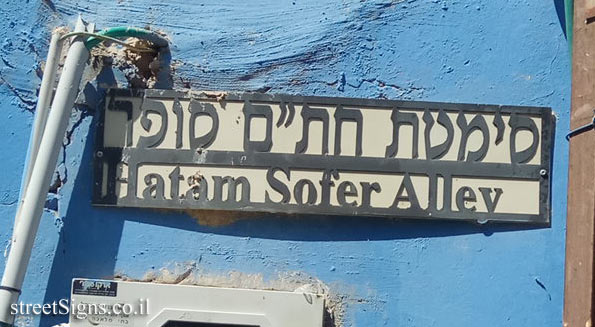 סימטת חת״ם סופר
Hatam Sofer Alley
streetSigns.co.il